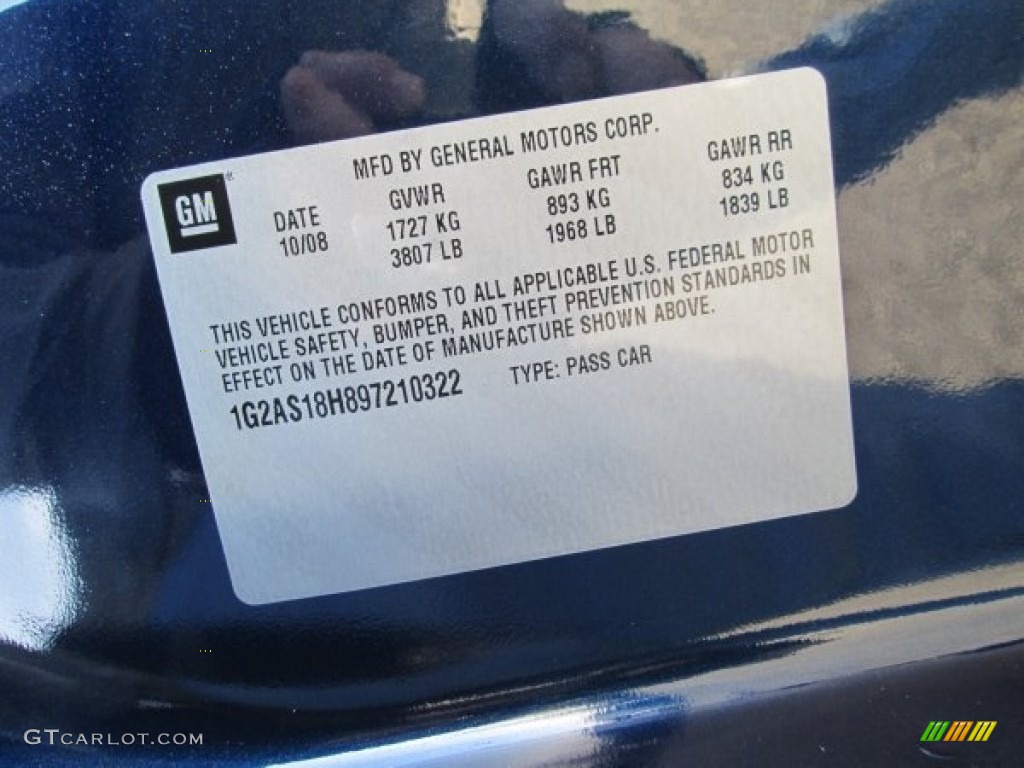 MFD BY GENERAL MOTORS CORP.
GM®
DATE GVWR GAWR FRT GAWR RR
10/08 1727 KG 893 KG 834 KG
3807 LB 1968 LB 1839 LB
THIS VEHICLE CONFORMS TO ALL APPLICABLE U.S. FEDERAL MOTOR
VEHICLE SAFETY, BUMPER, AND THEFT PREVENTION STANDARDS IN
EFFECT ON THE DATE OF MANUFACTURE SHOWN ABOVE.
1G2AS18H897210322 TYPE: PASS CAR
GTCARLOT.COM